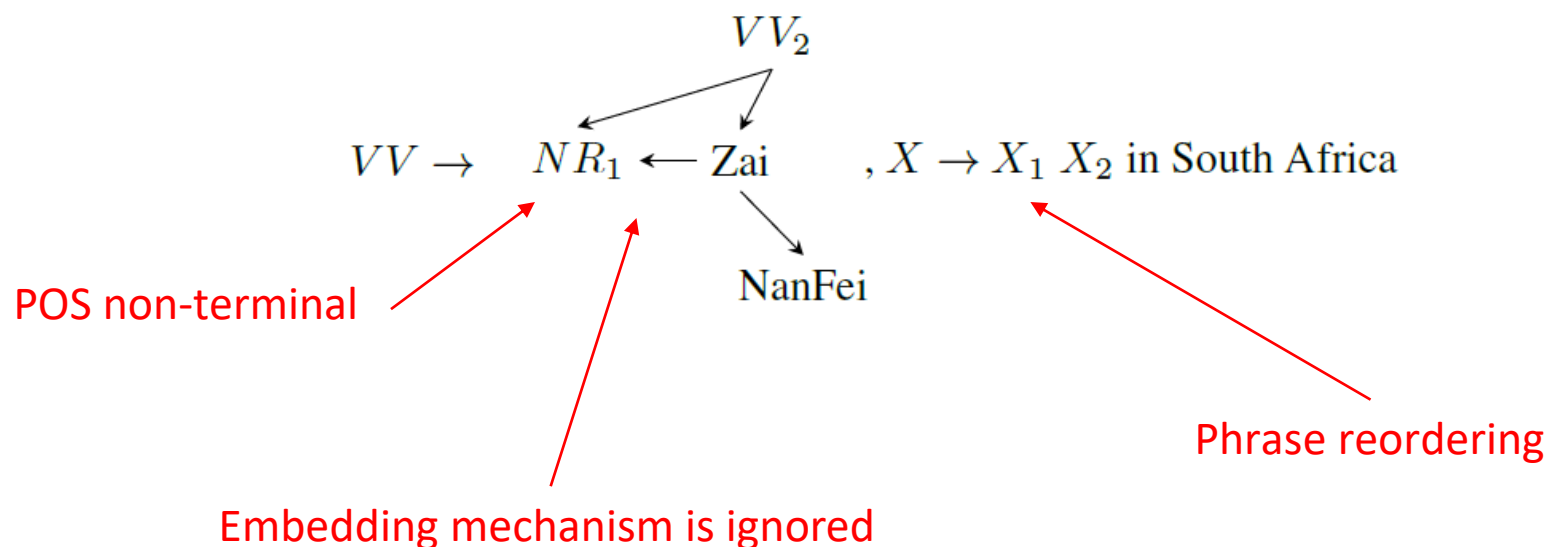 VV₂
VV → NR₁ ← Zai , X → X₁ X₂ in South Africa
NanFei
POS non-terminal
Phrase reordering
Embedding mechanism is ignored